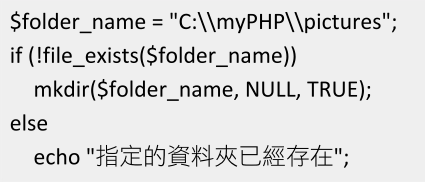 $folder_name = "C:\\myPHP\\pictures";
if (!file_exists($folder_name))
mkdir($folder_name, NULL, TRUE);
else
echo "指定的資料夾已經存在";